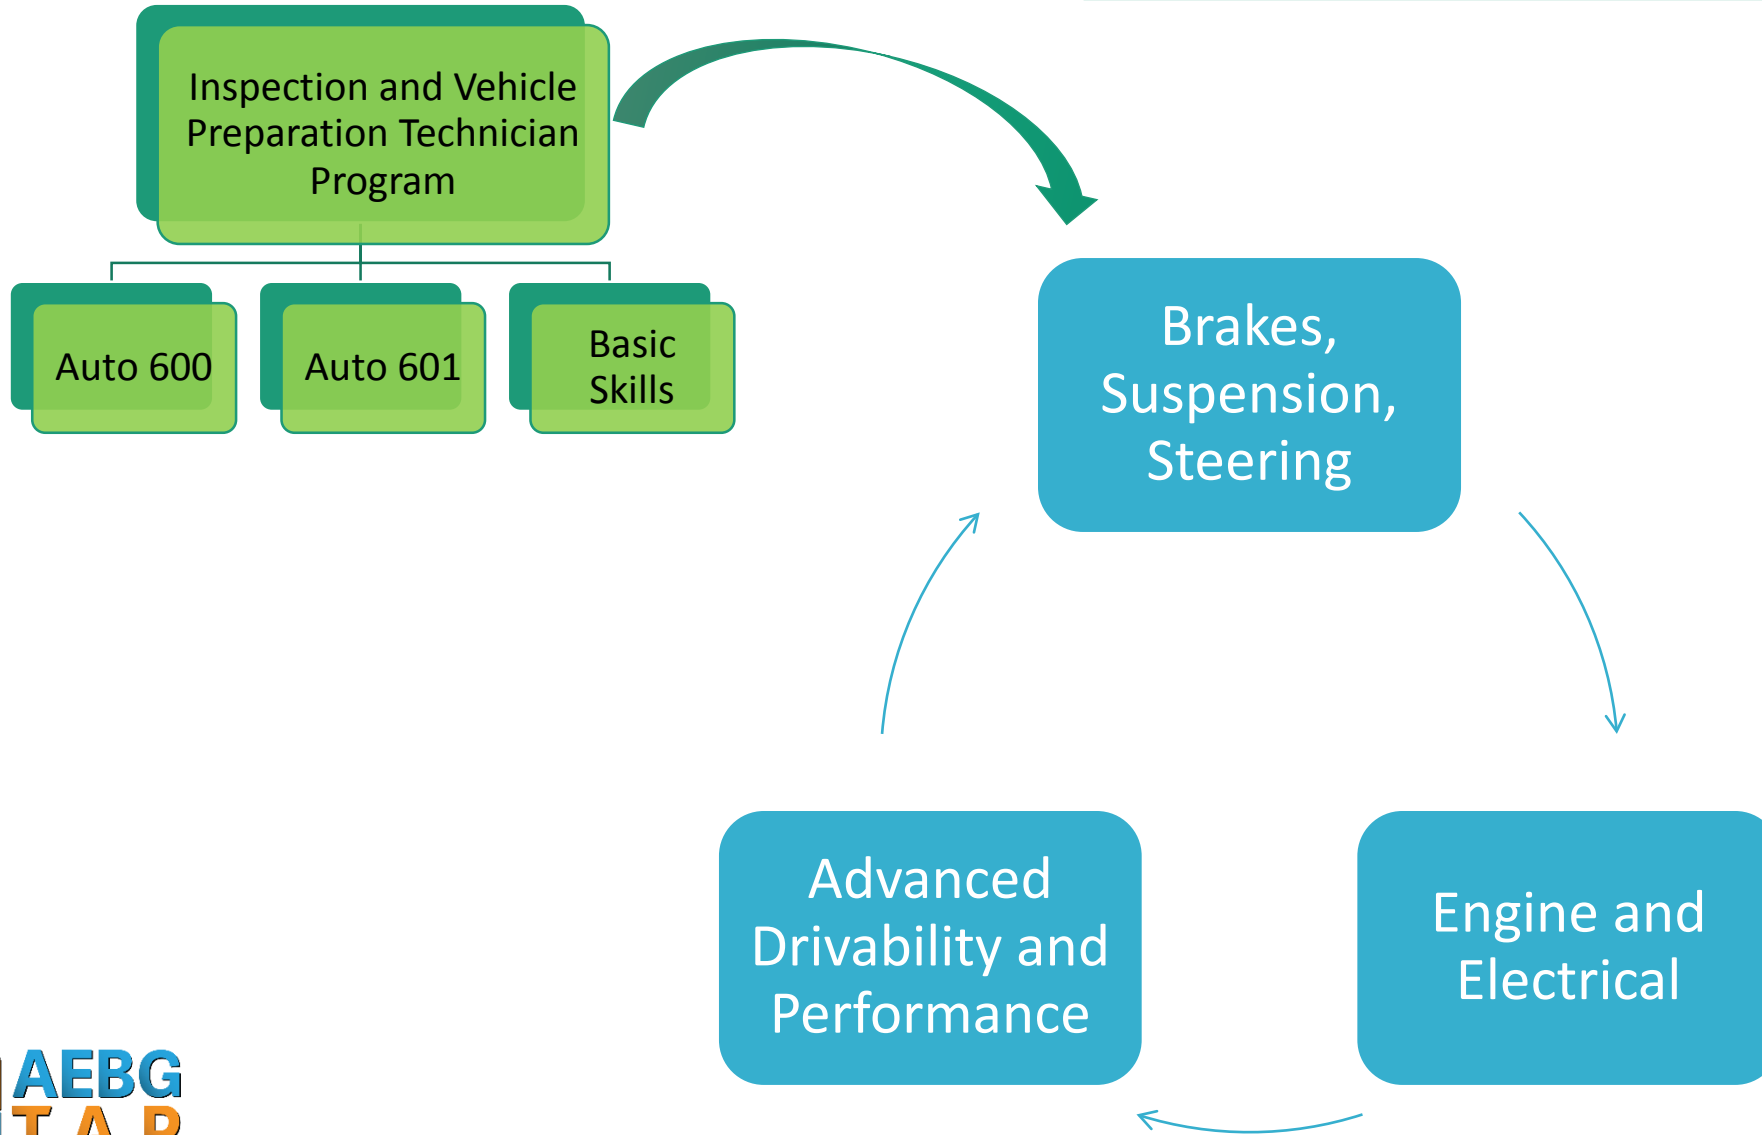 Inspection and Vehicle
Preparation Technician
Program
Auto 600
Auto 601
Basic
Skills
Brakes,
Suspension,
Steering
Engine and
Electrical
Advanced
Drivability and
Performance
AEBG
TAP